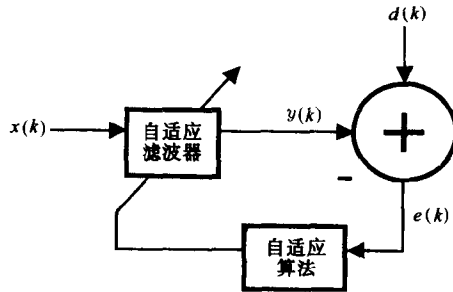 d(k)
x(k)
自适应
滤波器
y(k)
+
-
e(k)
自适应
算法